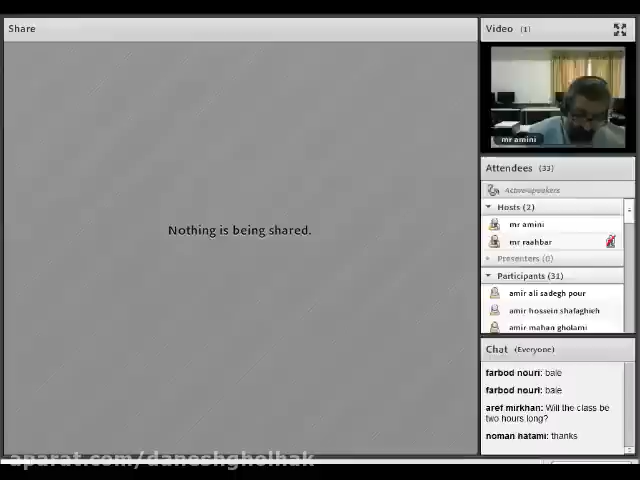 Share
Nothing is being shared.
Video (1)
mr amini
Attendees (33)
Active speakers
Hosts (2)
mr amini
mr raahbar
Presenters (0)
Participants (31)
amir ali sadegh pour
amir hossein shafaghieh
amir mahan gholami
Chat (Everyone)
farbod nouri: bale
farbod nouri: bale
aref mirkhan: Will the class be
two hours long?
noman hatami: thanks
aparat.com/daneshgholhak